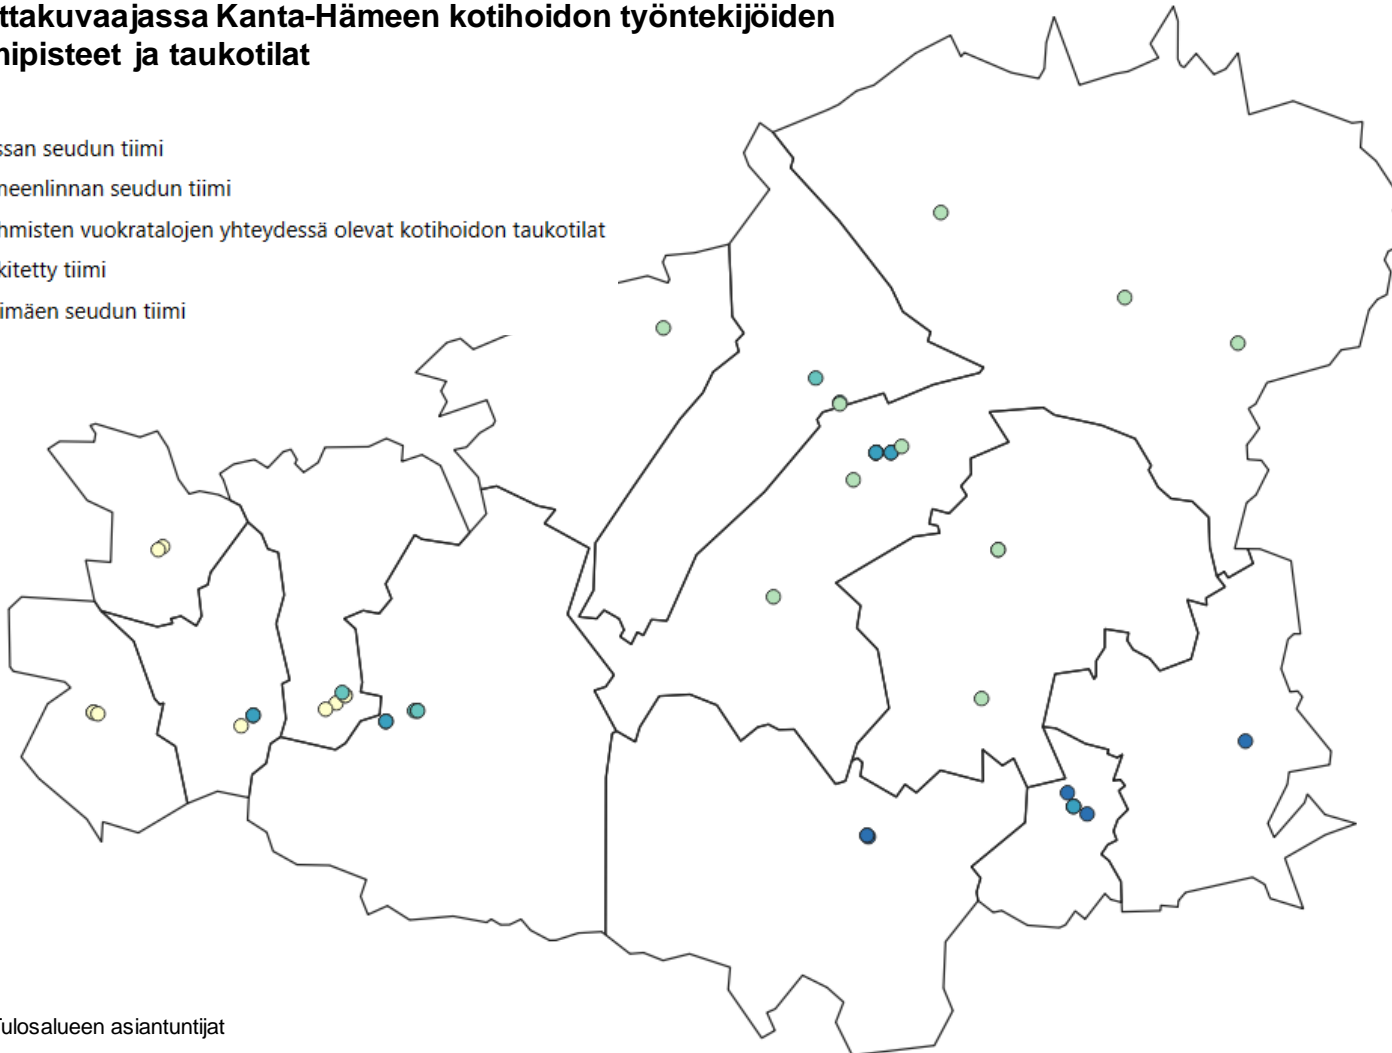 ttakuvaajassa Kanta-Hämeen kotihoidon työntekijöiden
nipisteet ja taukotilat
ssan seudun tiimi
neenlinnan seudun tiimi
hmisten vuokratalojen yhteydessä olevat kotihoidon taukotilat
kitetty tiimi
imäen seudun tiimi
Tulosalueen asiantuntijat